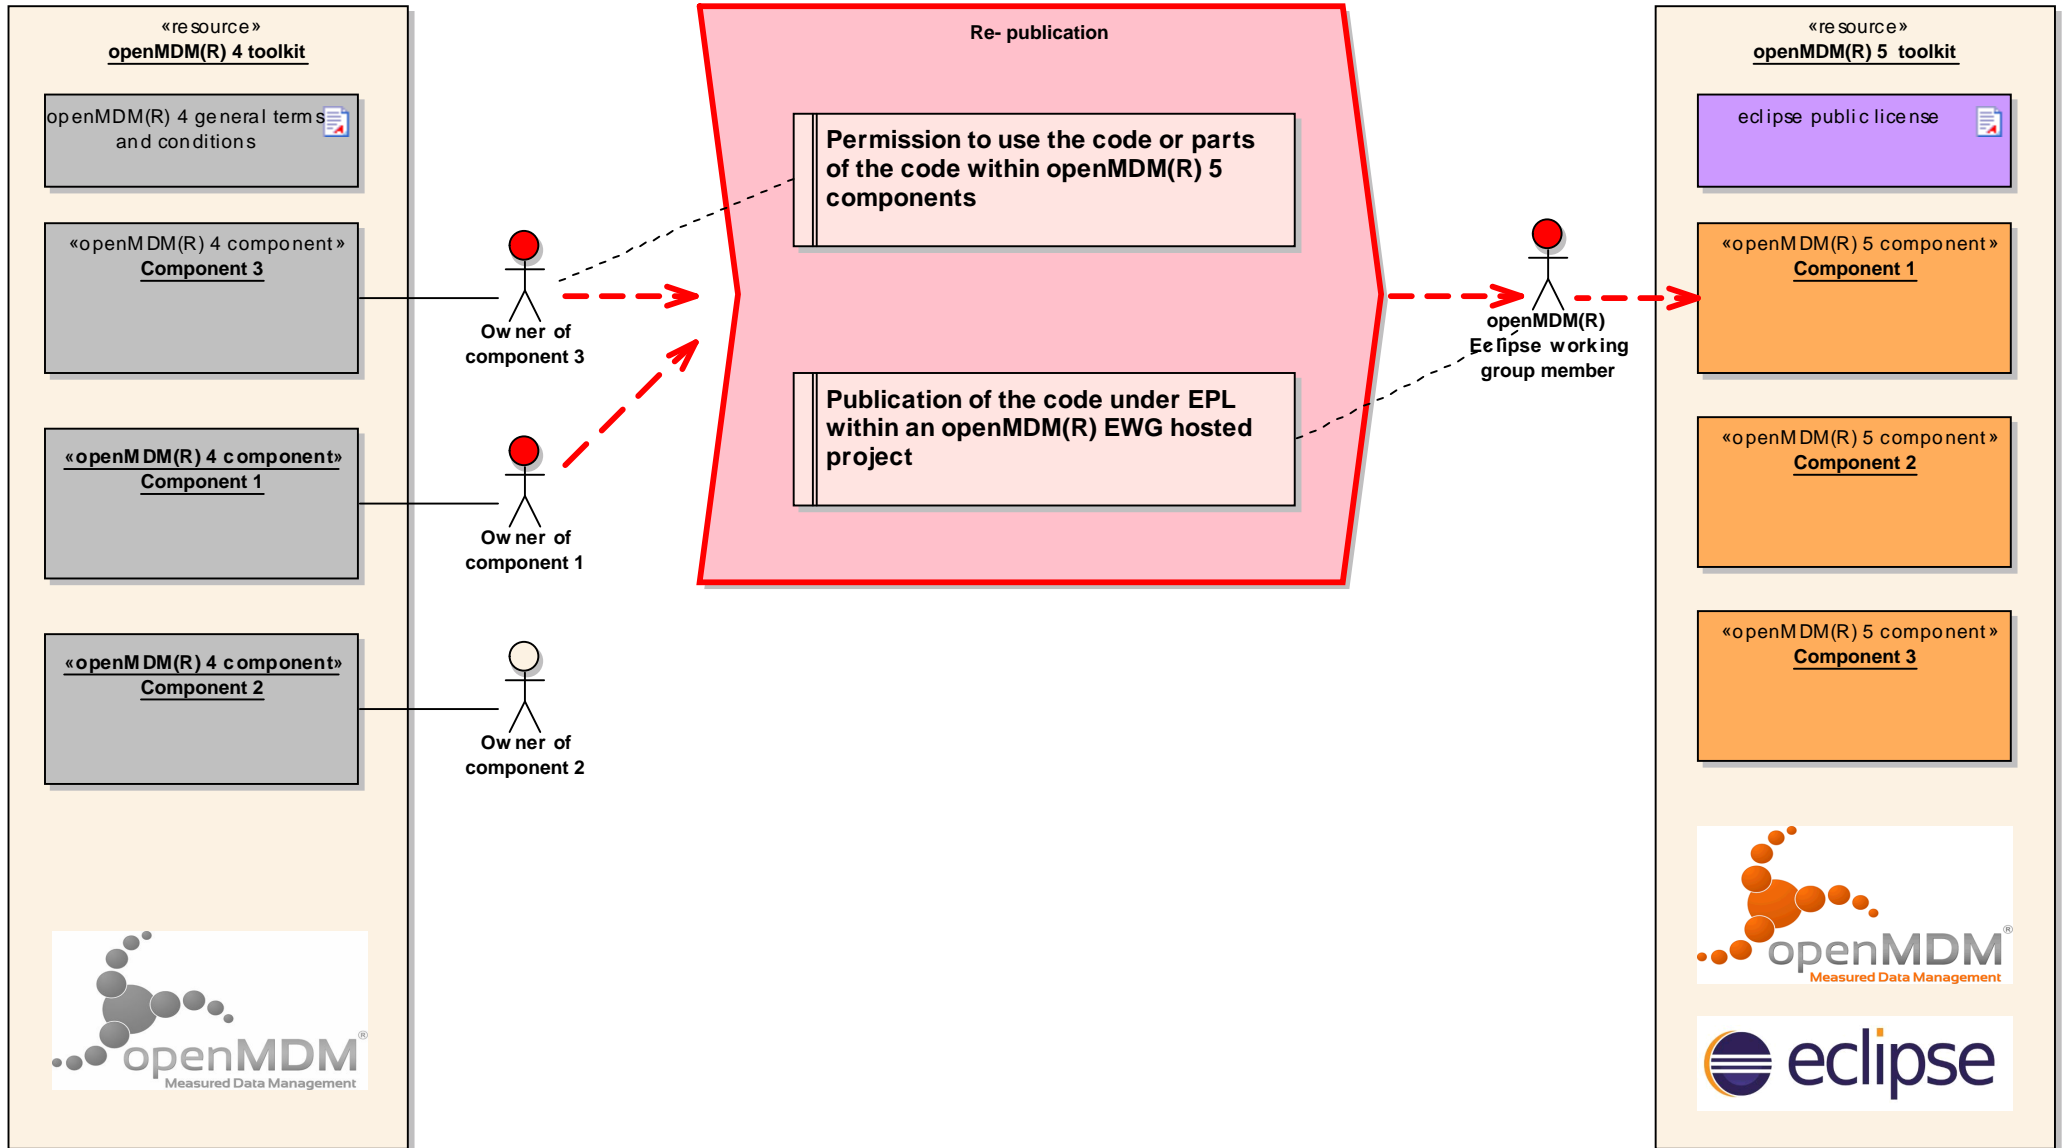 «resource»
openMDM(R) 4 toolkit
openMDM(R) 4 general terms
and conditions
«openMDM(R) 4 component»
Component 3
«openMDM(R) 4 component»
Component 1
«openMDM(R) 4 component»
Component 2
openMDM®
Measured Data Management
Owner of
component 3
Owner of
component 1
Owner of
component 2
Re- publication
Permission to use the code or parts
of the code within openMDM(R) 5
components
Publication of the code under EPL
within an openMDM(R) EWG hosted
project
openMDM(R)
Eclipse working
group member
«resource»
openMDM(R) 5 toolkit
eclipse public license
«openMDM(R) 5 component»
Component 1
«openMDM(R) 5 component»
Component 2
«openMDM(R) 5 component»
Component 3
openMDM®
Measured Data Management
eclipse